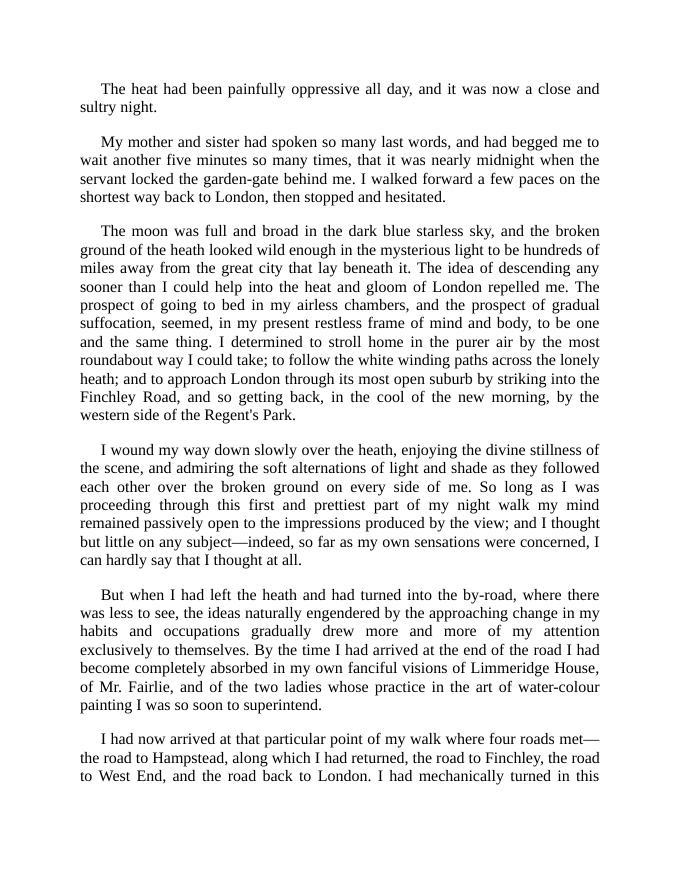 The heat had been painfully oppressive all day, and it was now a close and
sultry night.
My mother and sister had spoken so many last words, and had begged me to
wait another five minutes so many times, that it was nearly midnight when the
servant locked the garden-gate behind me. I walked forward a few paces on the
shortest way back to London, then stopped and hesitated.
The moon was full and broad in the dark blue starless sky, and the broken
ground of the heath looked wild enough in the mysterious light to be hundreds of
miles away from the great city that lay beneath it. The idea of descending any
sooner than I could help into the heat and gloom of London repelled me. The
prospect of going to bed in my airless chambers, and the prospect of gradual
suffocation, seemed, in my present restless frame of mind and body, to be one
and the same thing. I determined to stroll home in the purer air by the most
roundabout way I could take; to follow the white winding paths across the lonely
heath; and to approach London through its most open suburb by striking into the
Finchley Road, and so getting back, in the cool of the new morning, by the
western side of the Regent's Park.
I wound my way down slowly over the heath, enjoying the divine stillness of
the scene, and admiring the soft alternations of light and shade as they followed
each other over the broken ground on every side of me. So long as I was
proceeding through this first and prettiest part of my night walk my mind
remained passively open to the impressions produced by the view; and I thought
but little on any subject—indeed, so far as my own sensations were concerned, I
can hardly say that I thought at all.
But when I had left the heath and had turned into the by-road, where there
was less to see, the ideas naturally engendered by the approaching change in my
habits and occupations gradually drew more and more of my attention
exclusively to themselves. By the time I had arrived at the end of the road I had
become completely absorbed in my own fanciful visions of Limmeridge House,
of Mr. Fairlie, and of the two ladies whose practice in the art of water-colour
painting I was so soon to superintend.
I had now arrived at that particular point of my walk where four roads met—
the road to Hampstead, along which I had returned, the road to Finchley, the road
to West End, and the road back to London. I had mechanically turned in this